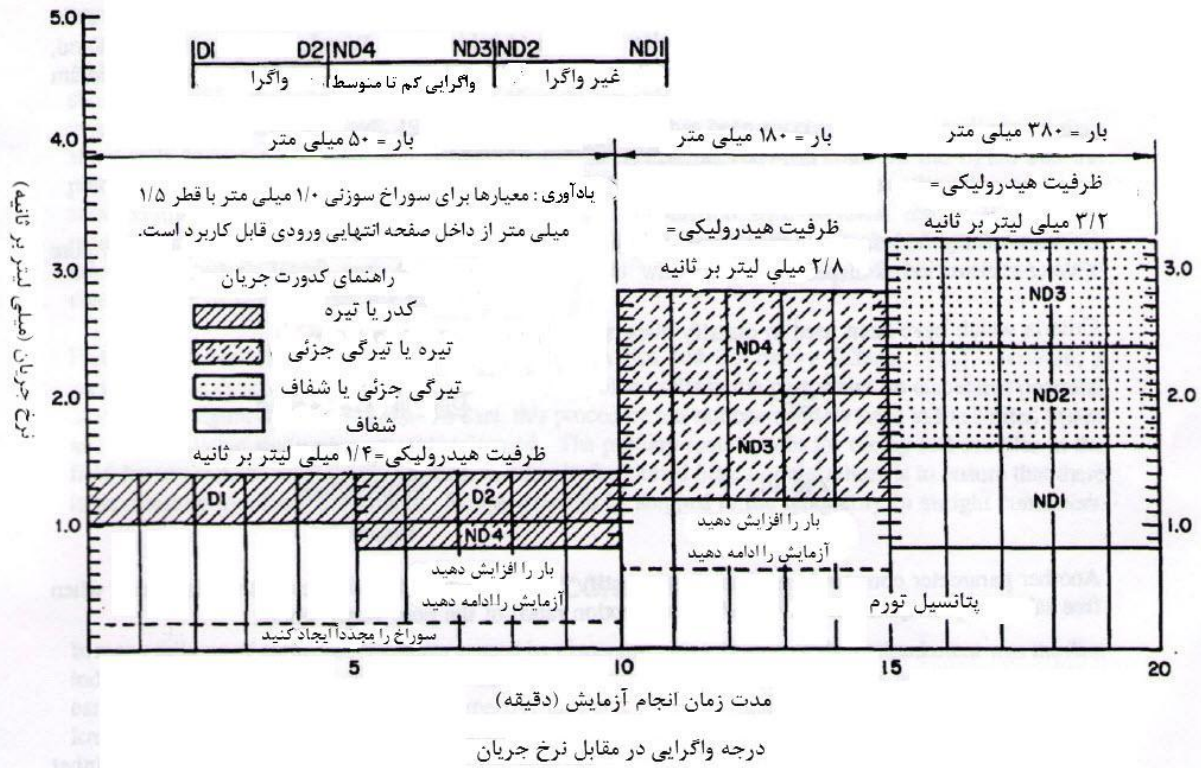 5.0
D1 D2 ND4 ND3 ND2 ND1
واگرا واگرایی کم تا متوسط غیر واگرا
4.0
بار = ۵۰ میلی متر
بار = ۱۸۰ میلی متر
بار = ۳۸۰ میلی متر
یادآوری : معیارها برای سوراخ سوزنی ۱/۰ میلی متر با قطر ۱/۵
میلی متر از داخل صفحه انتهایی ورودی قابل کاربرد است.
ظرفیت هیدرولیکی=
۲/۸ میلی لیتر بر ثانیه
ظرفیت هیدرولیکی=
۳/۲ میلی لیتر بر ثانیه
نرخ جریان (میلی لیتر بر ثانیه)
راهنمای کدورت جریان
کدر یا تیره
تیره یا تیرگی جزئی
تیرگی جزئی یا شفاف
شفاف
3.0
3.0
2.0
2.0
1.0
1.0
ظرفیت هیدرولیکی=۱/۴ میلی لیتر بر ثانیه
D1
D2
ND4
ND4
ND3
ND3
ND2
ND1
بار را افزایش دهید
آزمایش را ادامه دهید
سوراخ را مجدداً ایجاد کنید
بار را افزایش دهید
آزمایش را ادامه دهید
پتانسیل تورم
5 10 15 20
مدت زمان انجام آزمایش (دقیقه)
درجه واگرایی در مقابل نرخ جریان